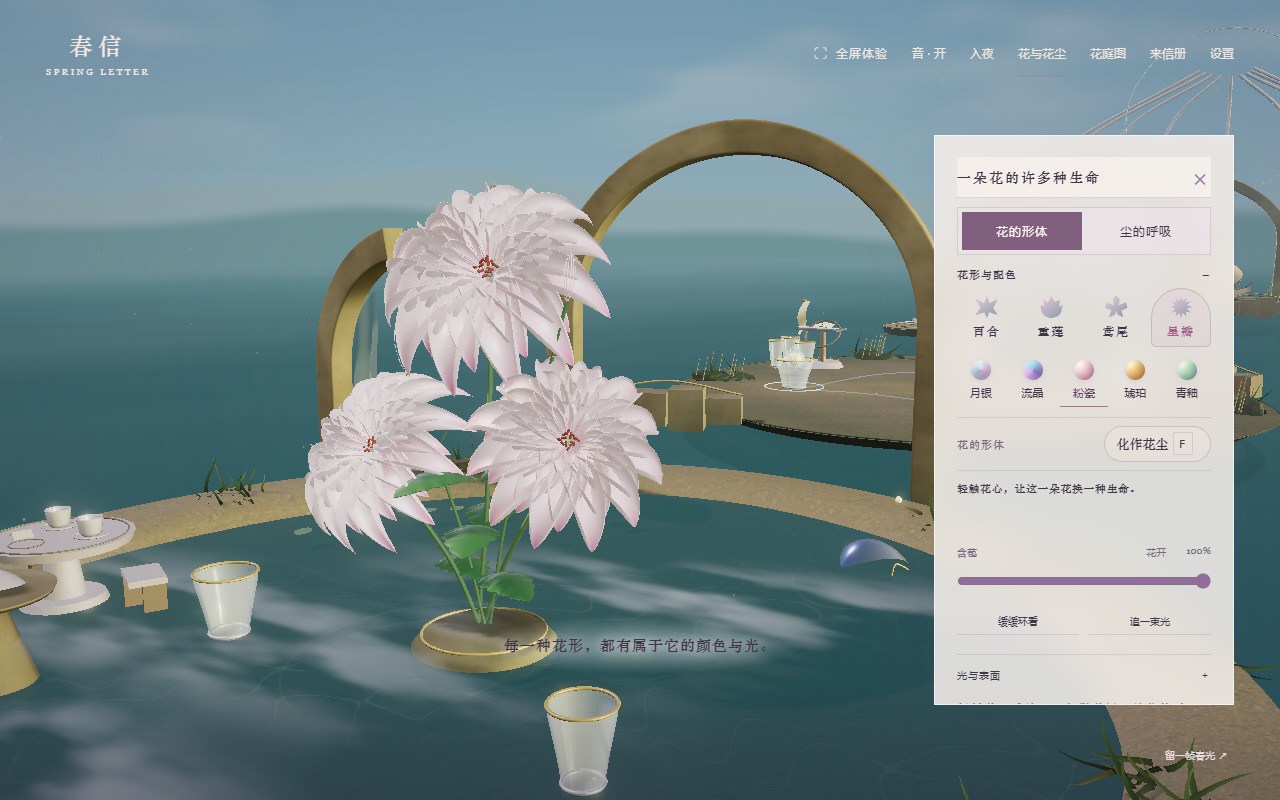 春信
SPRING LETTER
全屏体验 音·开 入夜 花与花尘 花庭图 来信册 设置
一朵花的许多种生命
花的形体 尘的呼吸
花形与配色
百合 重莲 鸢尾 星瓣
月银 流晶 粉瓷 琥珀 青釉
花的形体 化作花尘 F
轻触花心，让这一朵花换一种生命。
含苞 花开 100%
缓缓环看 追一束光
光与表面 +
每一种花形，都有属于它的颜色与光。
留一帧春光 ↗